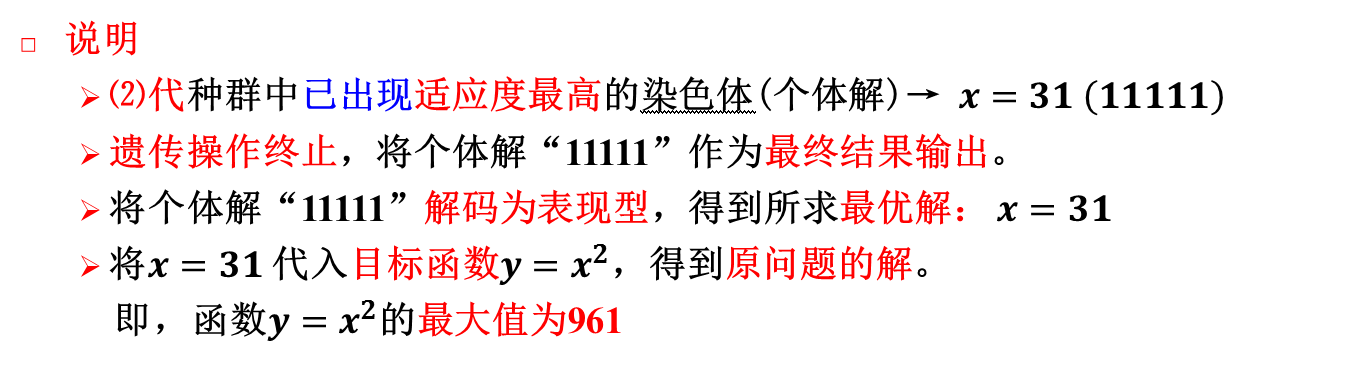 □ 说明
➢⑵代种群中已出现适应度最高的染色体(个体解)→ x = 31 (11111)
➢遗传操作终止，将个体解“11111”作为最终结果输出。
➢将个体解“11111”解码为表现型，得到所求最优解： x = 31
➢将x = 31 代入目标函数y = x²，得到原问题的解。
即，函数y = x²的最大值为961